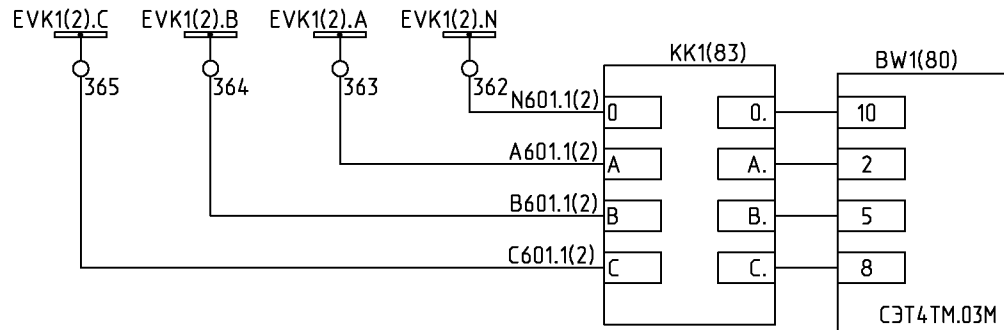 EVK1(2).C EVK1(2).B EVK1(2).A EVK1(2).N
KK1(83) BW1(80)
365 364 363 362
N601.1(2) 0 0. 10
A601.1(2) A A. 2
B601.1(2) B B. 5
C601.1(2) C C. 8
СЭТ4ТМ.03М